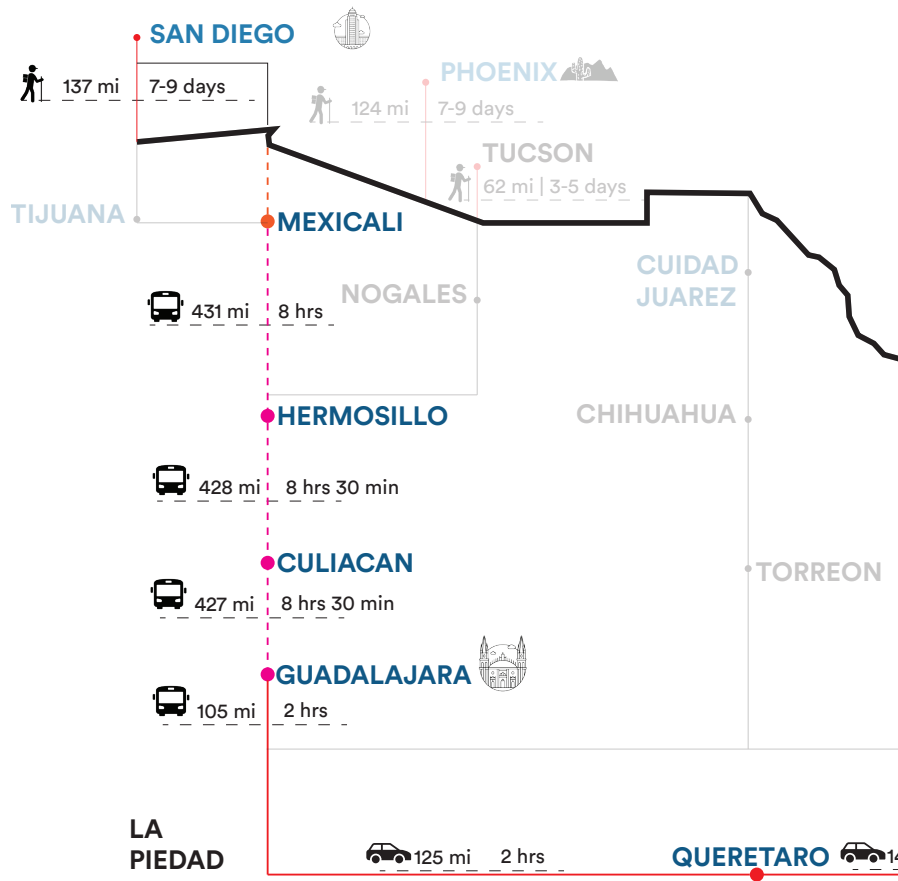 SAN DIEGO
137 mi 7-9 days
PHOENIX
124 mi 7-9 days
TUCSON
62 mi | 3-5 days
TIJUANA
MEXICALI
CUIDAD
JUAREZ
NOGALES
431 mi 8 hrs
HERMOSILLO
CHIHUAHUA
428 mi 8 hrs 30 min
CULIACAN
TORREON
427 mi 8 hrs 30 min
GUADALAJARA
105 mi 2 hrs
LA
PIEDAD
125 mi 2 hrs
QUERETARO